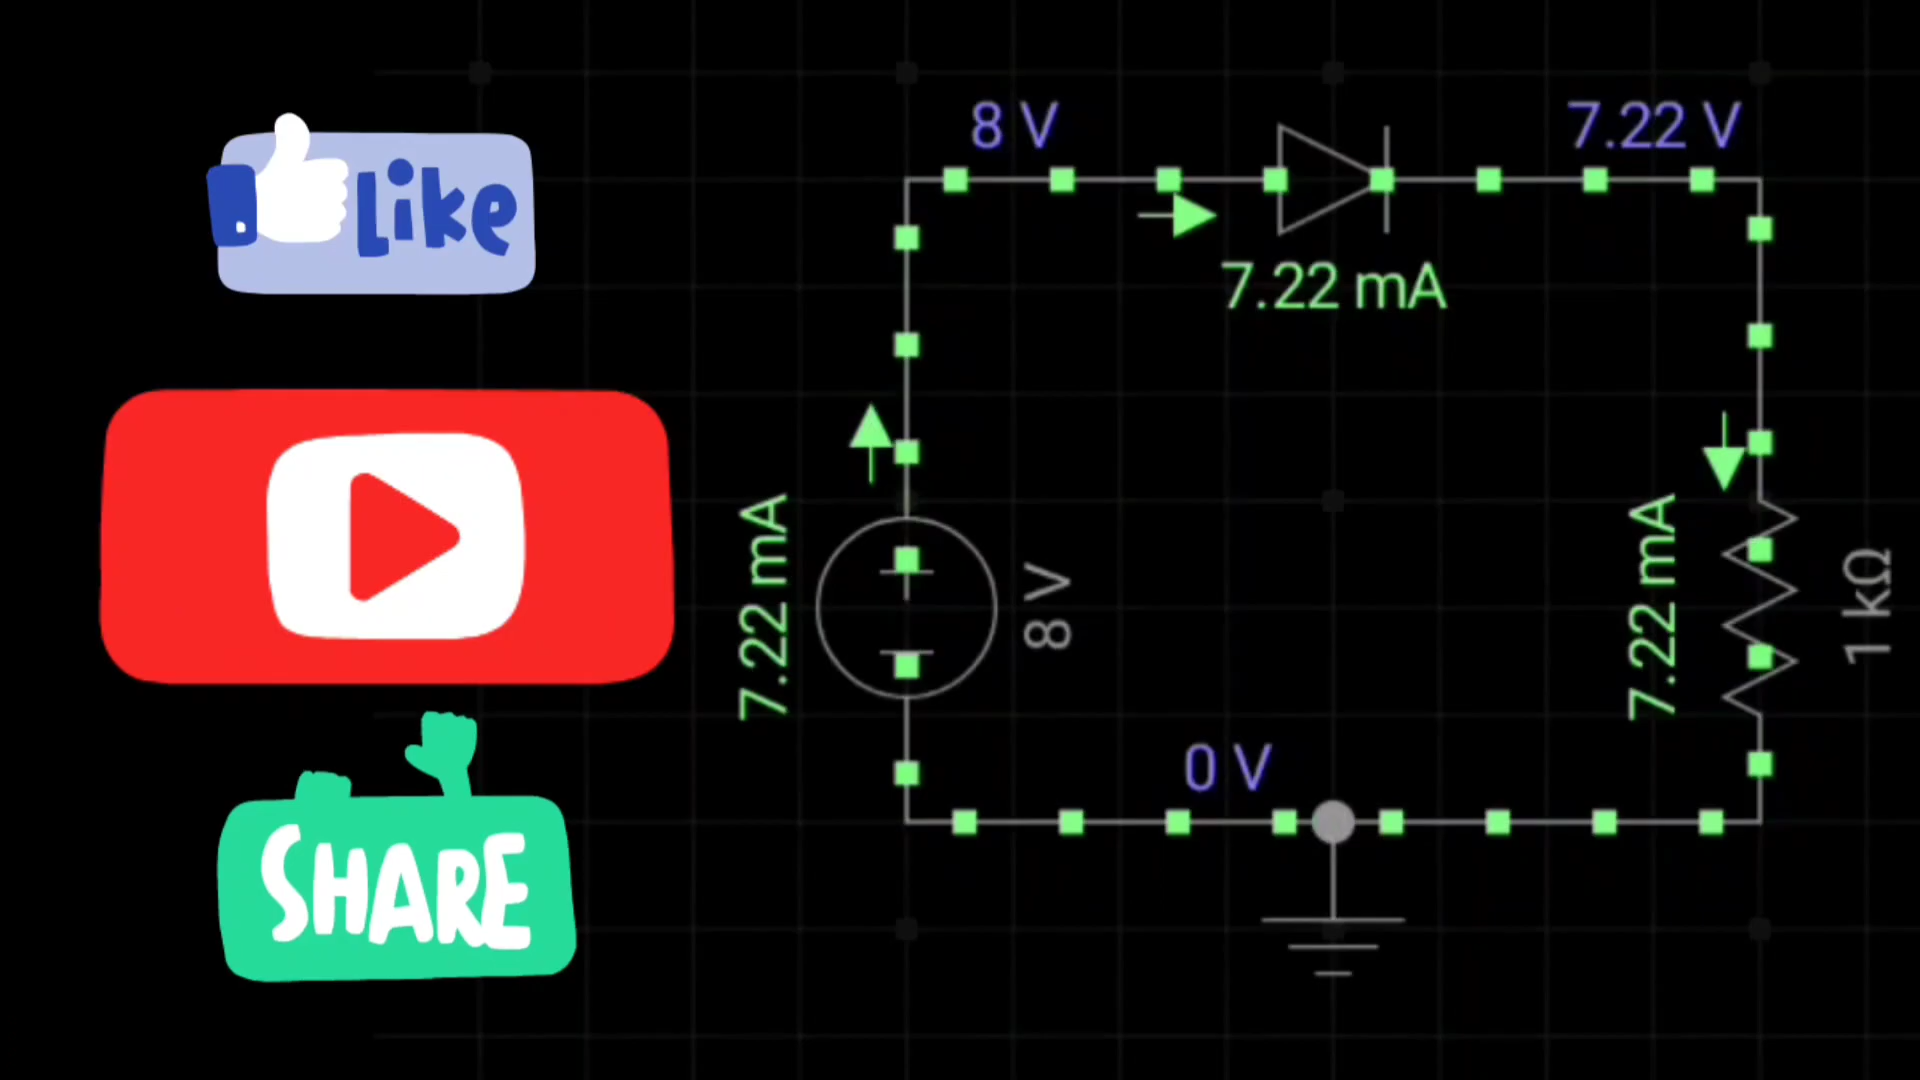 Like
SHARE
8 V
7.22 V
7.22 mA
7.22 mA
8 V
7.22 mA
1 kΩ
0 V